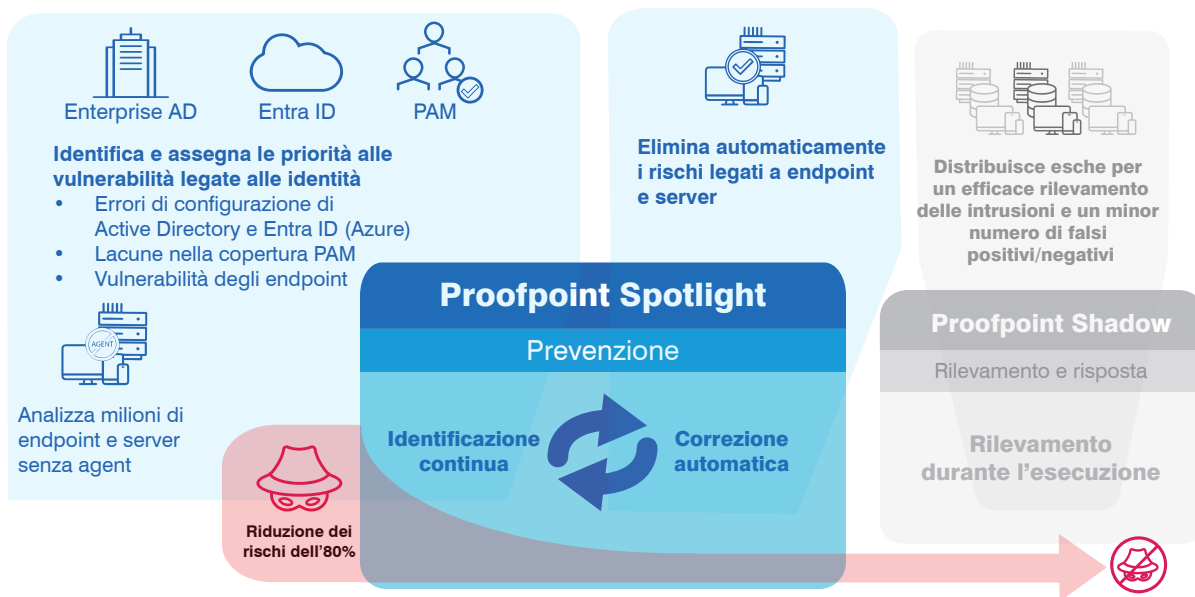 Enterprise AD
Entra ID
PAM
Identifica e assegna le priorità alle
vulnerabilità legate alle identità
• Errori di configurazione di
Active Directory e Entra ID (Azure)
• Lacune nella copertura PAM
• Vulnerabilità degli endpoint
AGENT
Analizza milioni di
endpoint e server
senza agent
Riduzione dei
rischi dell’80%
Elimina automaticamente
i rischi legati a endpoint
e server
Proofpoint Spotlight
Prevenzione
Identificazione
continua
Correzione
automatica
Distribuisce esche per
un efficace rilevamento
delle intrusioni e un minor
numero di falsi
positivi/negativi
Proofpoint Shadow
Rilevamento e risposta
Rilevamento
durante l’esecuzione